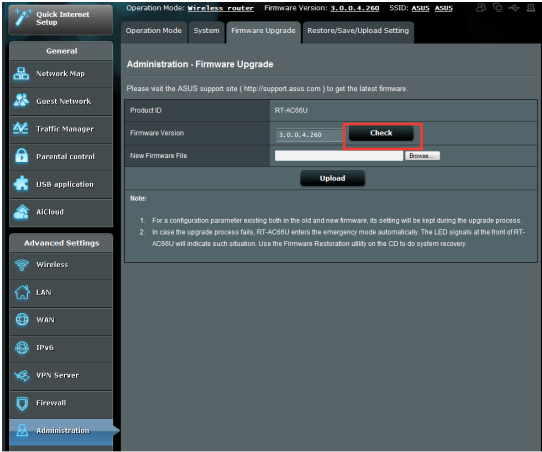 Quick Internet
Setup
Operation Mode: Wireless router Firmware Version: 3.0.0.4.260 SSID: ASUS ASUS
Operation Mode System Firmware Upgrade Restore/Save/Upload Setting
General
Network Map
Guest Network
Traffic Manager
Parental control
USB application
AiCloud
Advanced Settings
Wireless
LAN
WAN
IPv6
VPN Server
Firewall
Administration
Administration - Firmware Upgrade
Please visit the ASUS support site ( http://support.asus.com ) to get the latest firmware.
Product ID RT-AC66U
Firmware Version 3.0.0.4.260 Check
New Firmware File Browse...
Upload
Note:
1. For a configuration parameter existing both in the old and new firmware, its setting will be kept during the upgrade process.
2. In case the upgrade process fails, RT-AC66U enters the emergency mode automatically. The LED signals at the front of RT-
AC66U will indicate such situation. Use the Firmware Restoration utility on the CD to do system recovery.